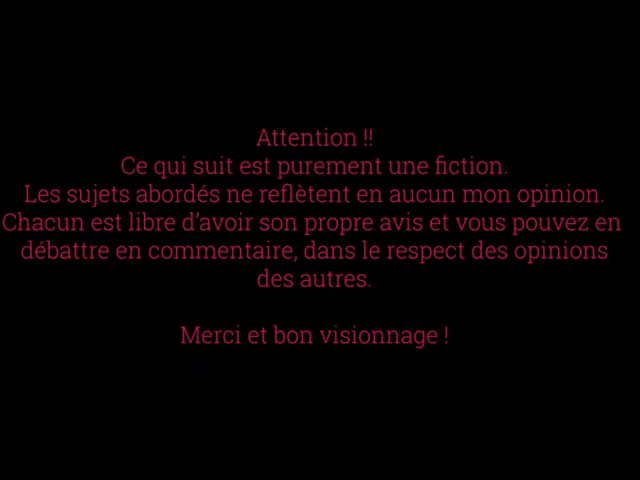 Attention !!
Ce qui suit est purement une fiction.
Les sujets abordés ne reflètent en aucun mon opinion.
Chacun est libre d'avoir son propre avis et vous pouvez en
débattre en commentaire, dans le respect des opinions
des autres.
Merci et bon visionnage !